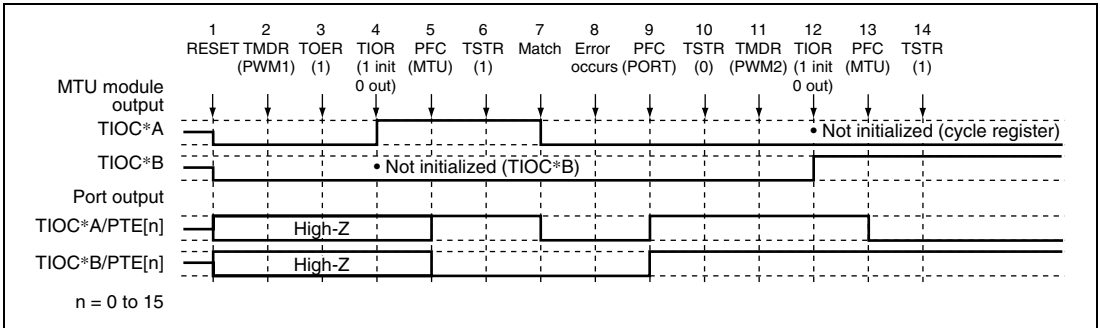 1 2 3 4 5 6 7 8 9 10 11 12 13 14
RESET TMDR TOER TIOR PFC TSTR Match Error PFC TSTR TMDR TIOR PFC TSTR
(PWM1) (1) (1 init (MTU) (1) occurs (PORT) (0) (PWM2) (1 init (MTU) (1)
0 out) 0 out)
MTU module
output
TIOC*A
• Not initialized (cycle register)
TIOC*B
• Not initialized (TIOC*B)
Port output
TIOC*A/PTE[n]
High-Z
TIOC*B/PTE[n]
High-Z
n = 0 to 15